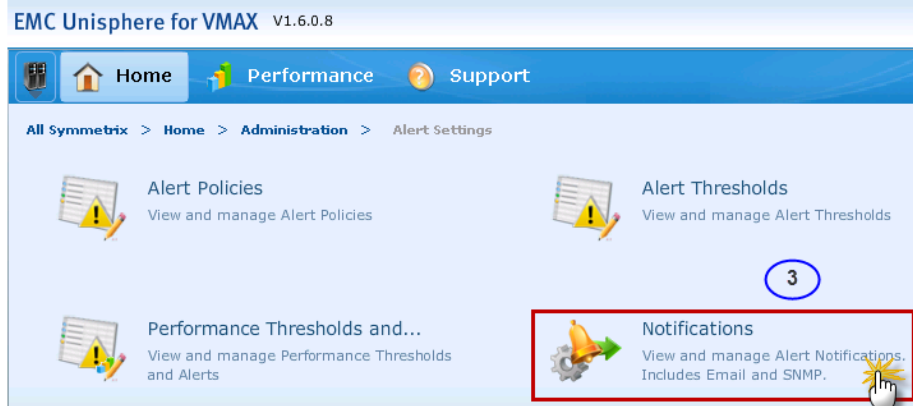 EMC Unisphere for VMAX V1.6.0.8
Home Performance Support
All Symmetrix > Home > Administration > Alert Settings
Alert Policies
View and manage Alert Policies
Alert Thresholds
View and manage Alert Thresholds
3
Performance Thresholds and...
View and manage Performance Thresholds
and Alerts
Notifications
View and manage Alert Notifications.
Includes Email and SNMP.